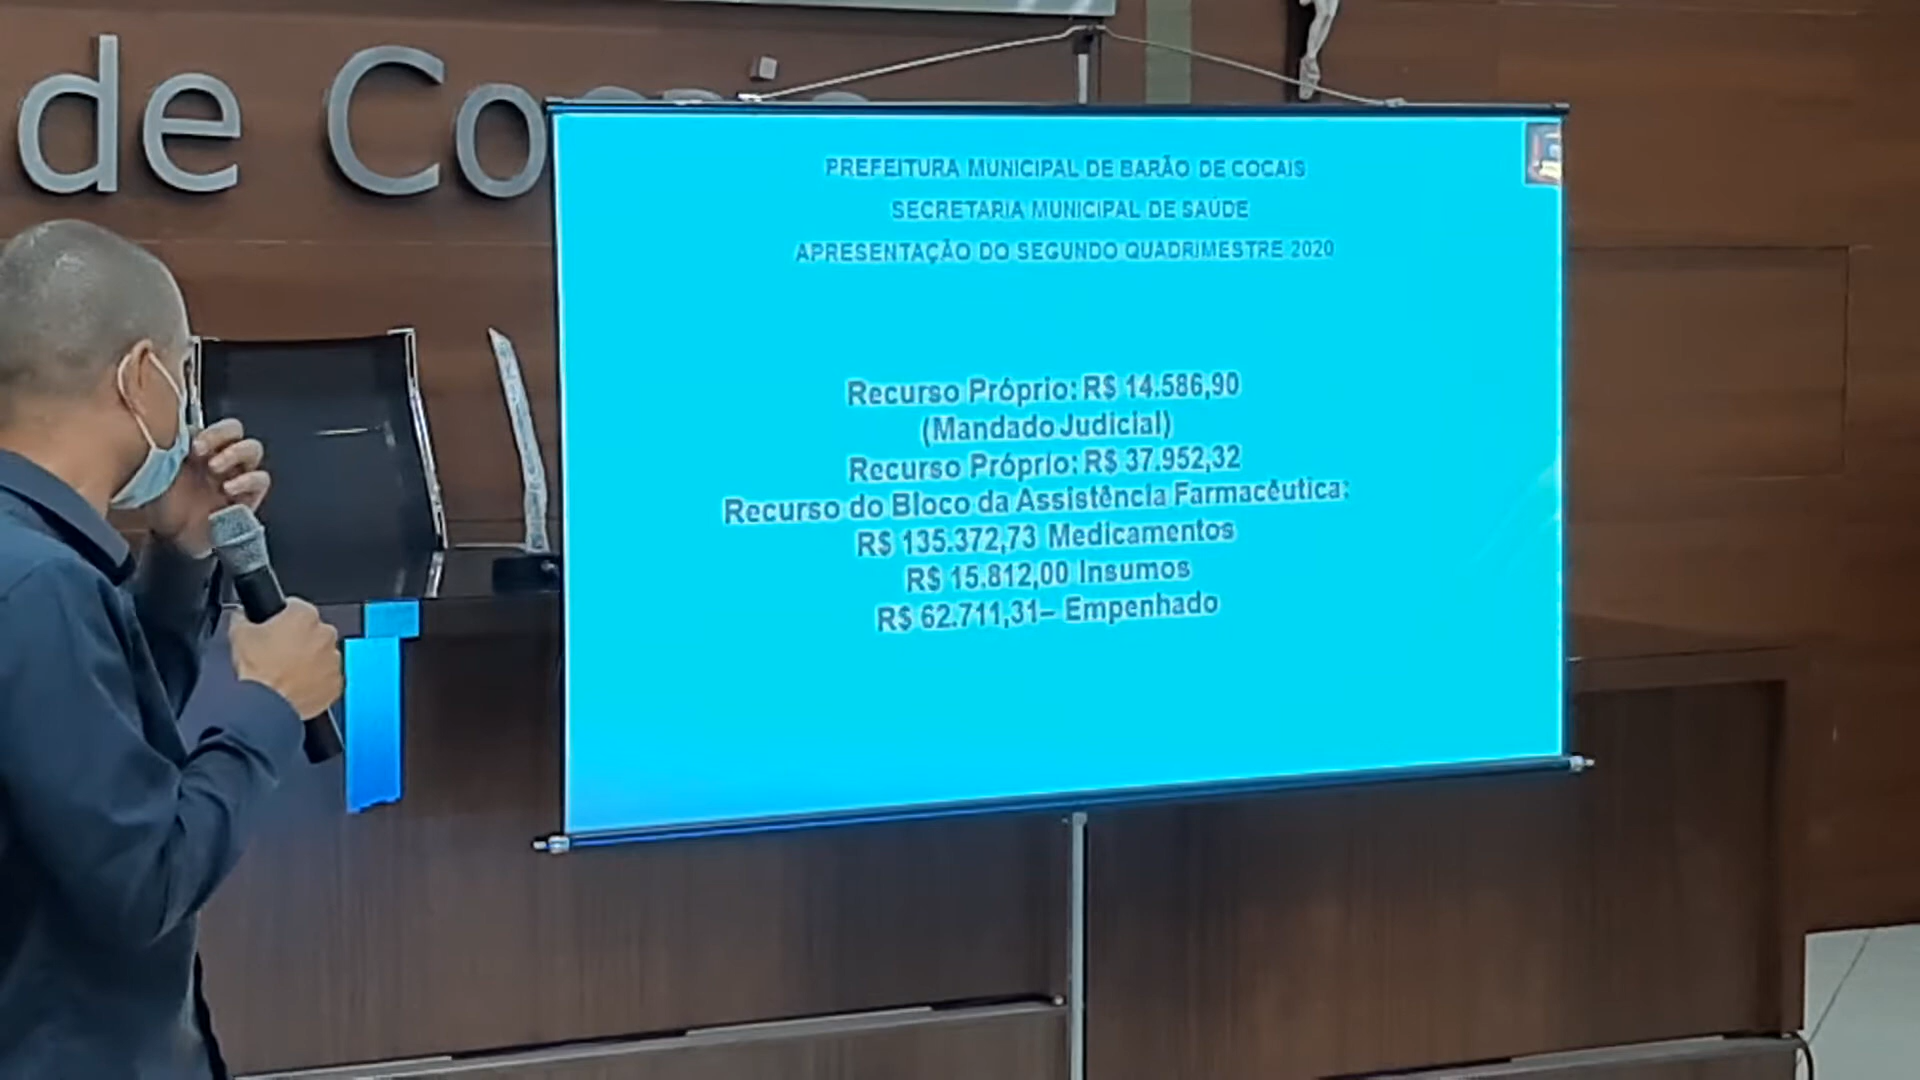 de Co
PREFEITURA MUNICIPAL DE BARÃO DE COCAIS
SECRETARIA MUNICIPAL DE SAÚDE
APRESENTAÇÃO DO SEGUNDO QUADRIMESTRE 2020
Recurso Próprio: R$ 14.586,90
(Mandado Judicial)
Recurso Próprio: R$ 37.952,32
Recurso do Bloco da Assistência Farmacêutica:
R$ 135.372,73 Medicamentos
R$ 15.812,00 Insumos
R$ 62.711,31– Empenhado